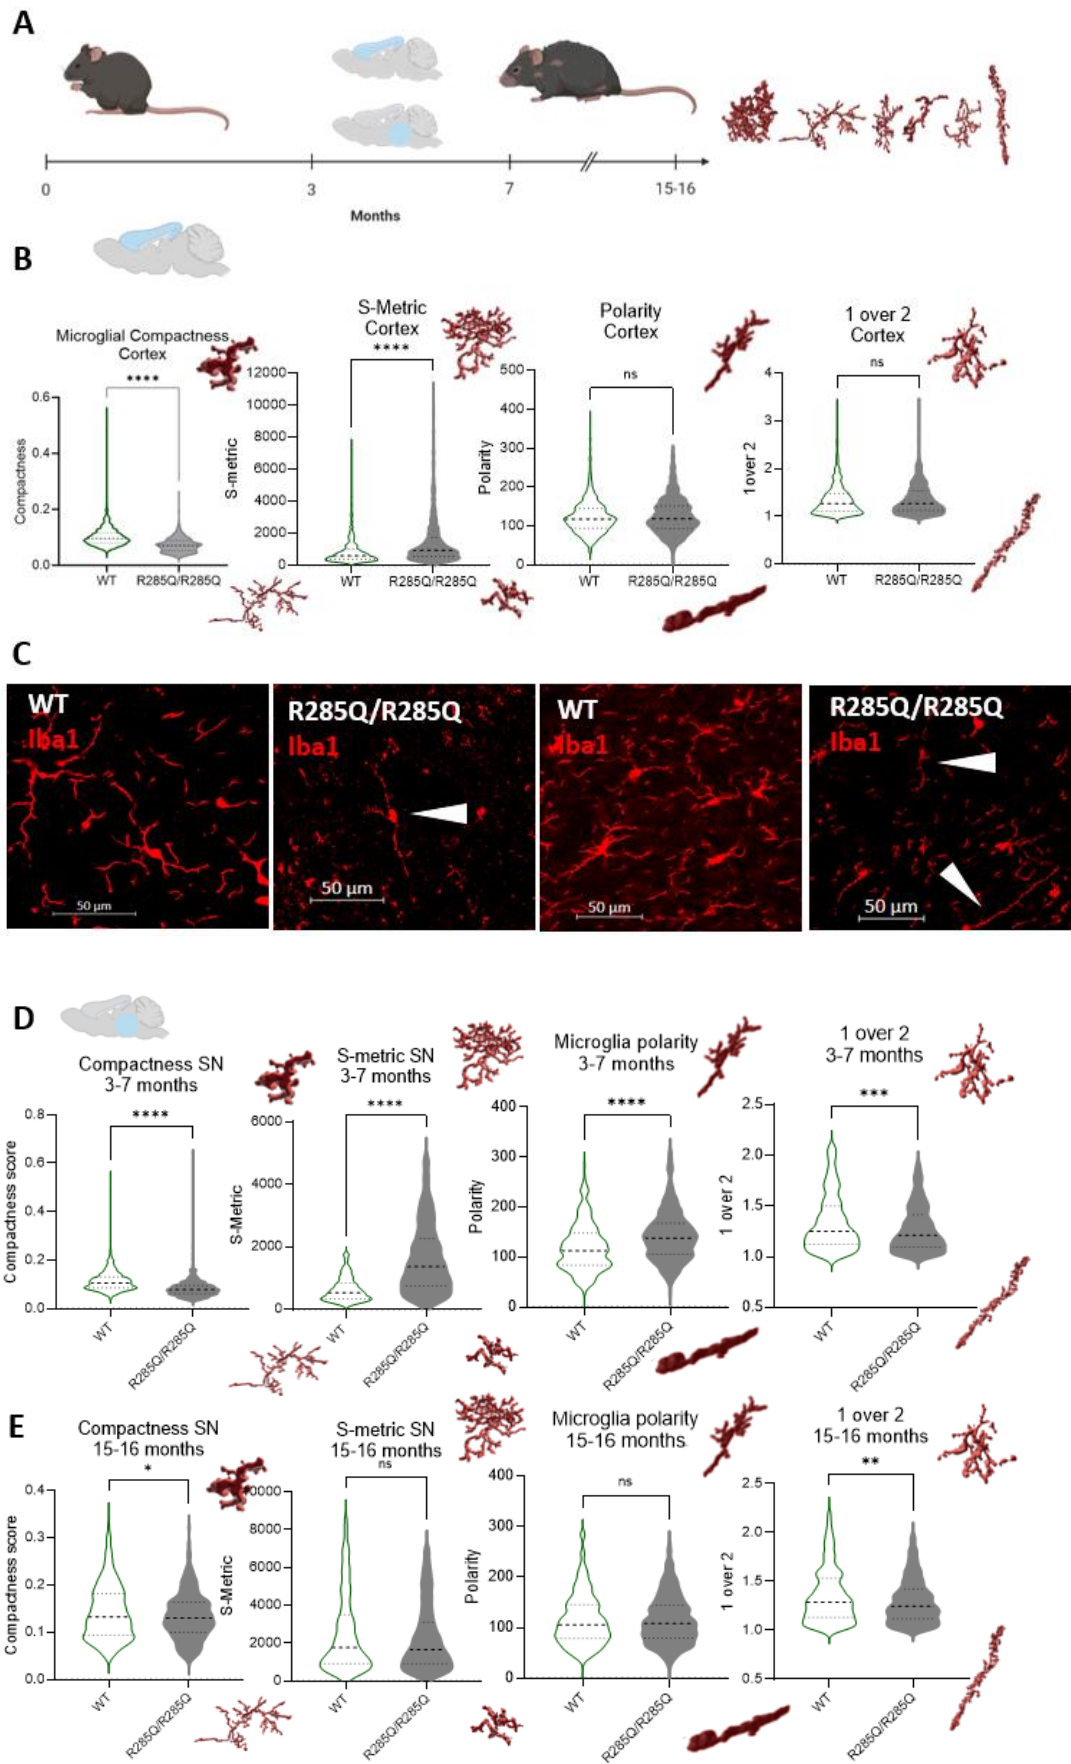 A
0
3
7
15-16
Months
B
Microglial Compactness
Cortex
****
Compactness
0.6
0.4
0.2
0.0
WT
R285Q/R285Q
S-Metric
Cortex
****
S-metric
12000
10000
8000
6000
4000
2000
0
WT
R285Q/R285Q
Polarity
Cortex
ns
Polarity
500
400
300
200
100
0
WT
R285Q/R285Q
1 over 2
Cortex
ns
1over 2
4
3
2
1
0
WT
R285Q/R285Q
C
WT
Iba1
50 µm
R285Q/R285Q
Iba1
50 µm
WT
Iba1
50 µm
R285Q/R285Q
Iba1
50 µm
D
Compactness SN
3-7 months
****
Compactness score
0.8
0.6
0.4
0.2
0.0
WT
R285Q/R285Q
S-metric SN
3-7 months
****
S-Metric
6000
4000
2000
0
WT
R285Q/R285Q
Microglia polarity
3-7 months
****
Polarity
400
300
200
100
0
WT
R285Q/R285Q
1 over 2
3-7 months
***
1 over 2
2.5
2.0
1.5
1.0
0.5
WT
R285Q/R285Q
E
Compactness SN
15-16 months
*
Compactness score
0.4
0.3
0.2
0.1
0.0
WT
R285Q/R285Q
S-metric SN
15-16 months
ns
S-Metric
10000
8000
6000
4000
2000
0
WT
R285Q/R285Q
Microglia polarity
15-16 months
ns
Polarity
400
300
200
100
0
WT
R285Q/R285Q
1 over 2
15-16 months
**
1 over 2
2.5
2.0
1.5
1.0
0.5
WT
R285Q/R285Q